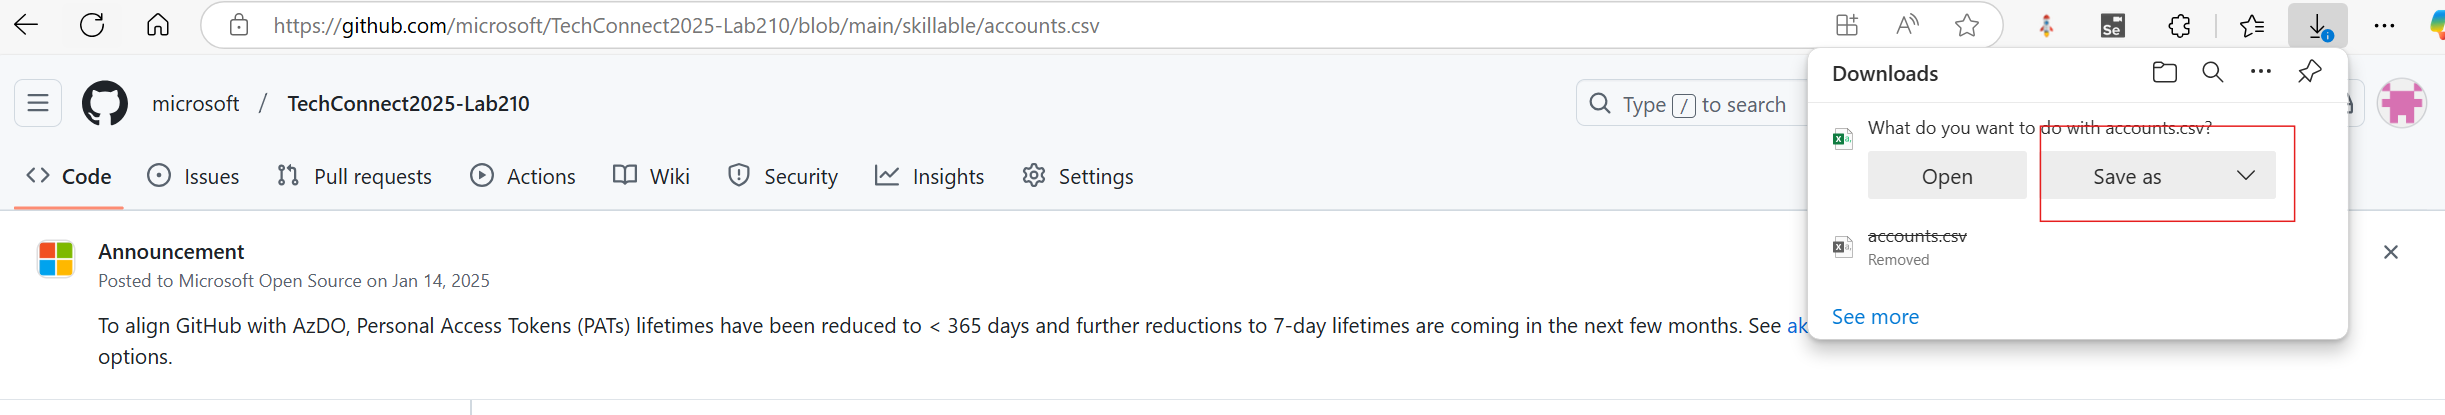 https://github.com/microsoft/TechConnect2025-Lab210/blob/main/skillable/accounts.csv
Se
Downloads
microsoft / TechConnect2025-Lab210
Type / to search
What do you want to do with accounts.csv?
Open
Save as
Code
Issues
Pull requests
Actions
Wiki
Security
Insights
Settings
accounts.csv
Removed
See more
Announcement
Posted to Microsoft Open Source on Jan 14, 2025
To align GitHub with AzDO, Personal Access Tokens (PATs) lifetimes have been reduced to < 365 days and further reductions to 7-day lifetimes are coming in the next few months. See ak
options.